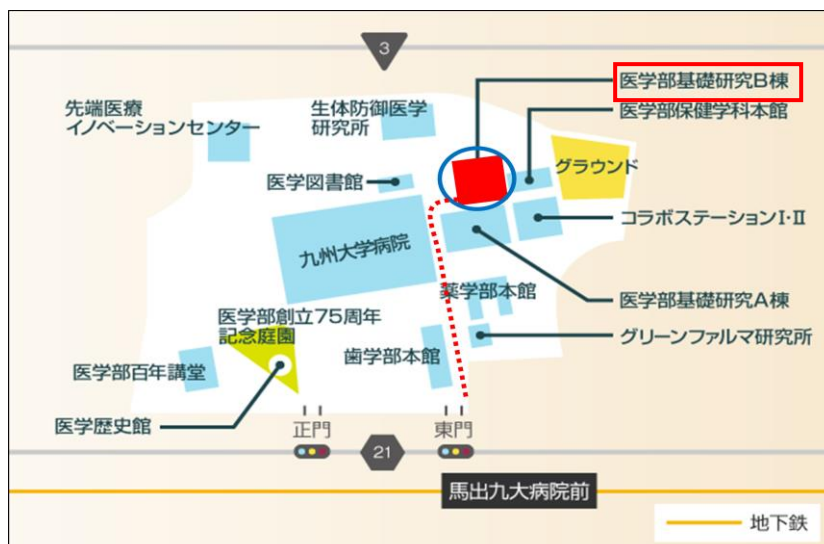 3
医学部基礎研究B棟
先端医療
イノベーションセンター
生体防御医学
研究所
医学部保健学科本館
グラウンド
医学図書館
コラボステーションI・II
九州大学病院
薬学部本館
医学部基礎研究A棟
医学部創立75周年
記念庭園
グリーンファルマ研究所
歯学部本館
医学部百年講堂
医学歴史館
正門
東門
21
馬出九大病院前
地下鉄